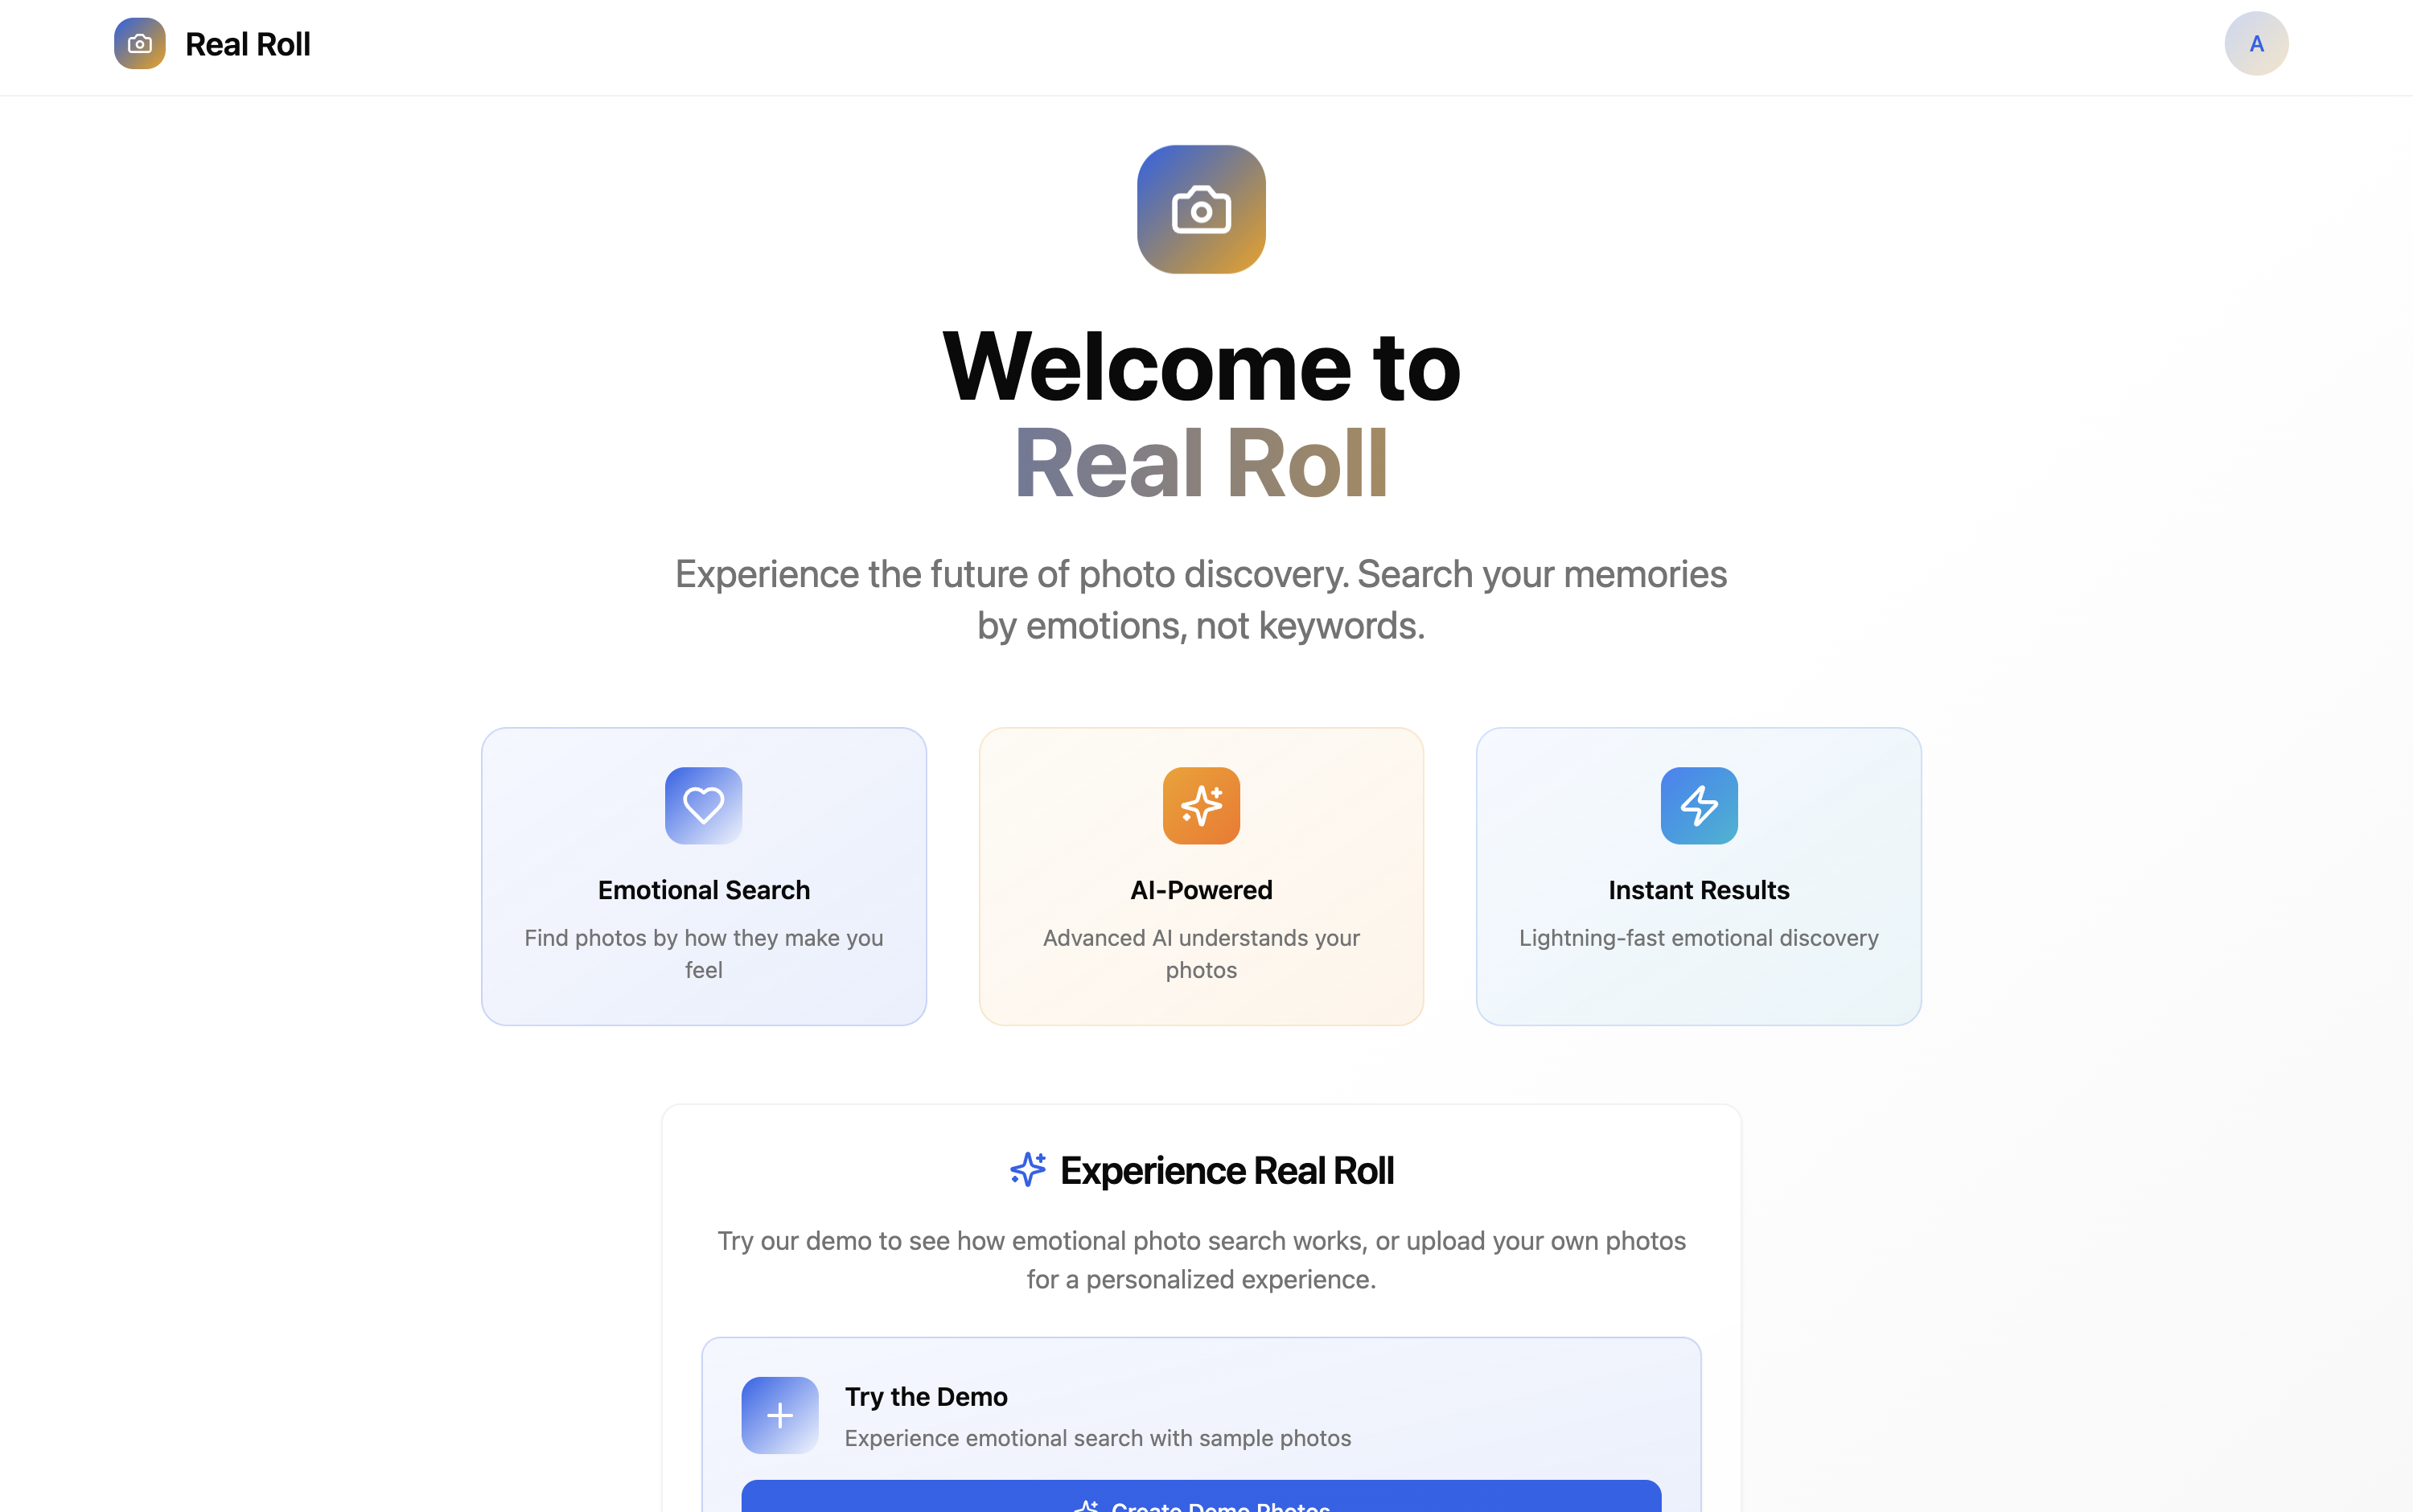 Real Roll
A
Welcome to
Real Roll
Experience the future of photo discovery. Search your memories
by emotions, not keywords.
Emotional Search
Find photos by how they make you
feel
AI-Powered
Advanced AI understands your
photos
Instant Results
Lightning-fast emotional discovery
Experience Real Roll
Try our demo to see how emotional photo search works, or upload your own photos
for a personalized experience.
Try the Demo
Experience emotional search with sample photos
Create Demo Photos